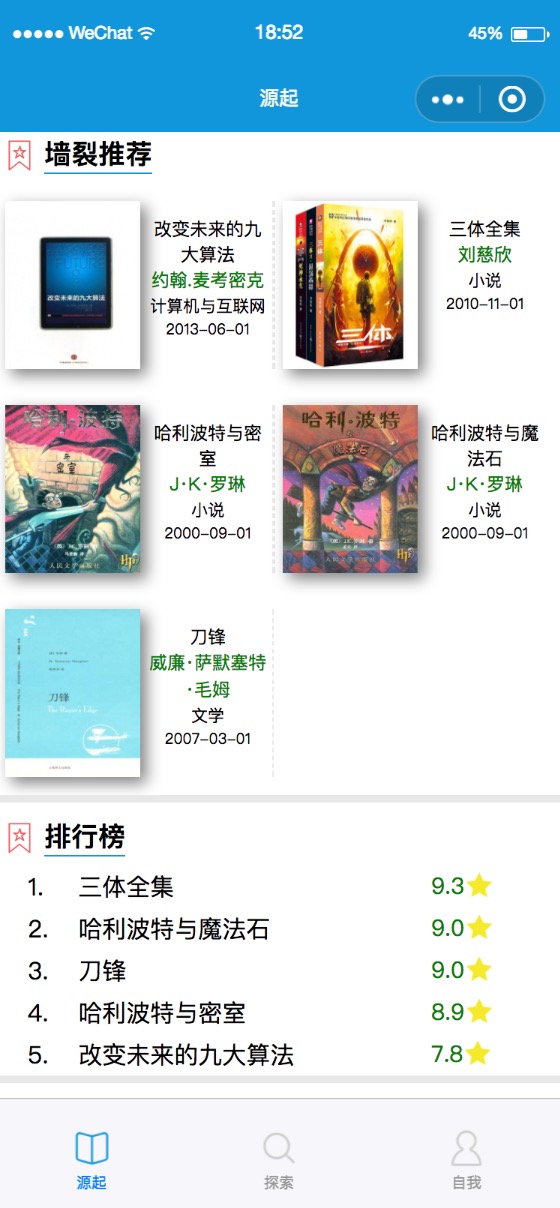 WeChat 18:52 45%
源起
墙裂推荐
改变未来的九大算法
改变未来的九
大算法
约翰.麦考密克
计算机与互联网
2013-06-01
三体
三体全集
刘慈欣
小说
2010-11-01
哈利·波特
与
密室
人民文学出版社
哈利波特与密
室
J·K·罗琳
小说
2000-09-01
哈利·波特
魔法石
人民文学出版社
哈利波特与魔
法石
J·K·罗琳
小说
2000-09-01
刀锋
The Razor's Edge
刀锋
威廉·萨默塞特
·毛姆
文学
2007-03-01
排行榜
1. 三体全集 9.3
2. 哈利波特与魔法石 9.0
3. 刀锋 9.0
4. 哈利波特与密室 8.9
5. 改变未来的九大算法 7.8
源起 探索 自我